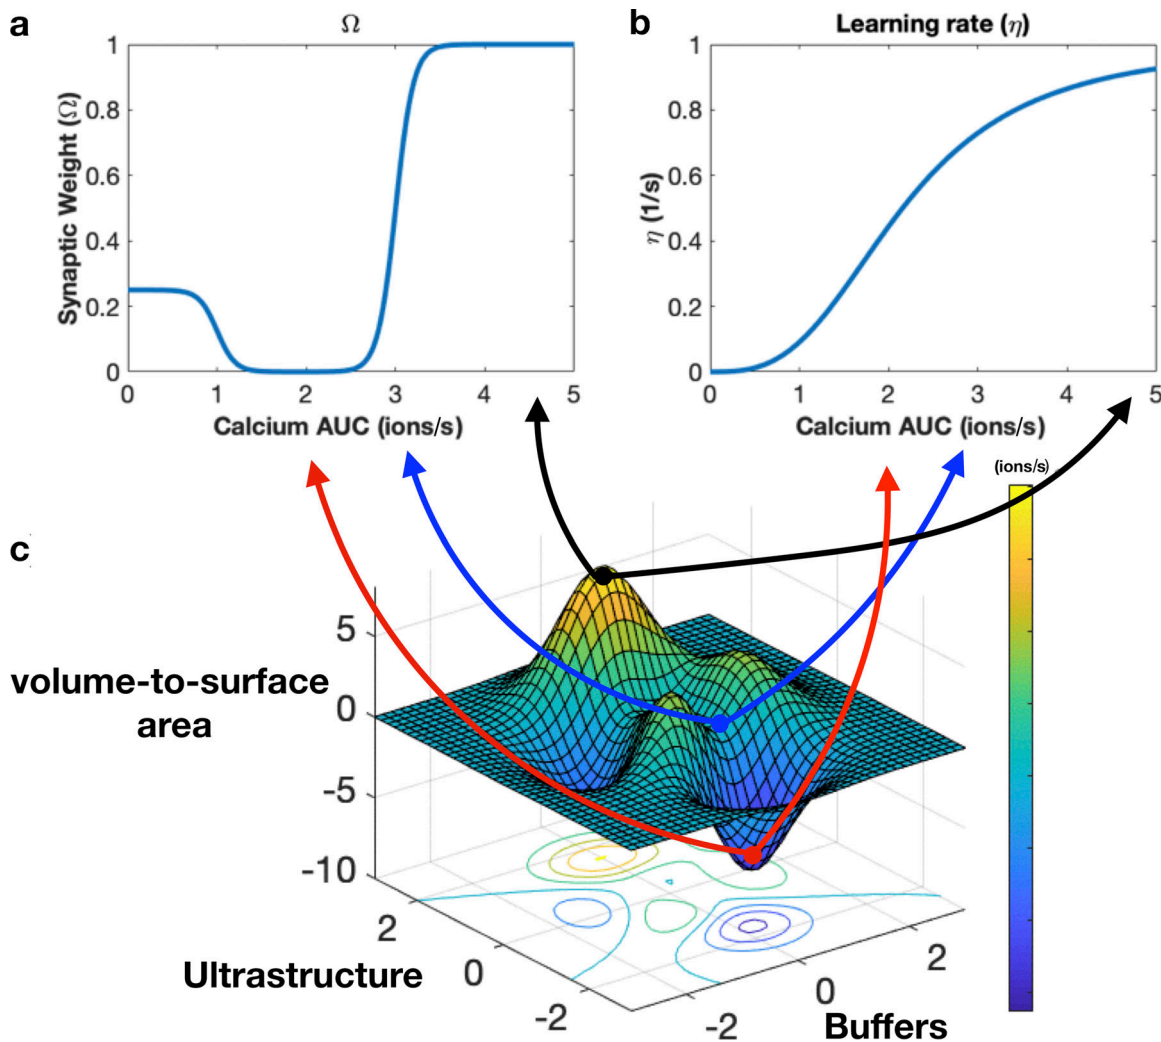 a
Ω
1
0.8
0.6
0.4
0.2
0
Synaptic Weight (Ω)
0 1 2 3 4 5
Calcium AUC (ions/s)
b
Learning rate (η)
1
0.8
0.6
0.4
0.2
0
η (1/s)
0 1 2 3 4 5
Calcium AUC (ions/s)
(ions/s)
c
volume-to-surface
area
5
0
-5
-10
2
0
-2
Ultrastructure
-2
0
2
Buffers